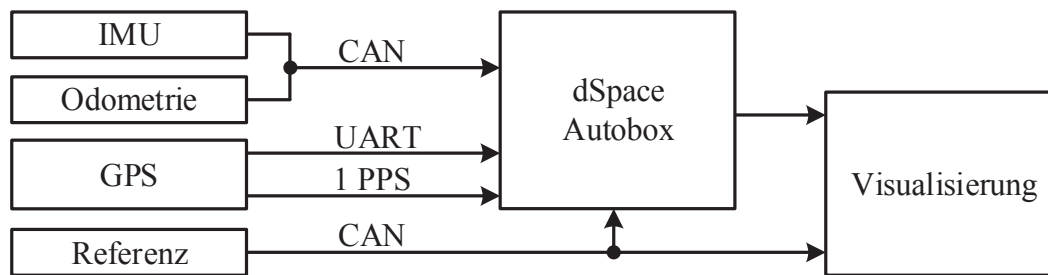 IMU
CAN
Odometrie
dSpace
Autobox
UART
GPS
1 PPS
Visualisierung
CAN
Referenz